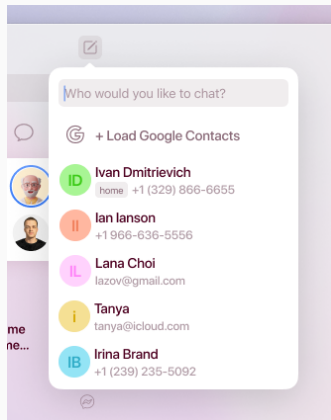 Who would you like to chat?
+ Load Google Contacts
ID
Ivan Dmitrievich
home +1 (329) 866-6655
II
Ian Ianson
+1 966-636-5556
IL
Lana Choi
lazov@gmail.com
i
Tanya
tanya@icloud.com
me
me...
IB
Irina Brand
+1 (239) 235-5092